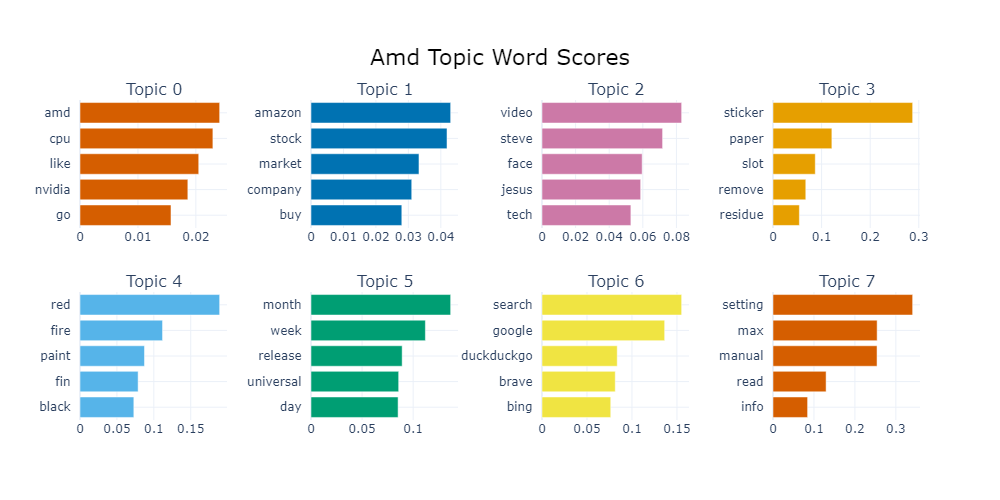 Amd Topic Word Scores
Topic 0
amd
cpu
like
nvidia
go
0 0.01 0.02
Topic 1
amazon
stock
market
company
buy
0 0.01 0.02 0.03 0.04
Topic 2
video
steve
face
jesus
tech
0 0.02 0.04 0.06 0.08
Topic 3
sticker
paper
slot
remove
residue
0 0.1 0.2 0.3
Topic 4
red
fire
paint
fin
black
0 0.05 0.1 0.15
Topic 5
month
week
release
universal
day
0 0.05 0.1
Topic 6
search
google
duckduckgo
brave
bing
0 0.05 0.1 0.15
Topic 7
setting
max
manual
read
info
0 0.1 0.2 0.3